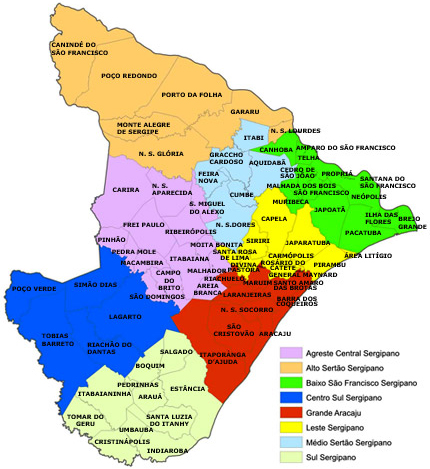 CANINDÉ DO
SÃO FRANCISCO
POÇO REDONDO
PORTO DA FOLHA
GARARU
MONTE ALEGRE
DE SERGIPE
N. S. LOURDES
ITABI
N. S. GLÓRIA
GRACCHO
CARDOSO
CANHOBA
AMPARO DO SÃO FRANCISCO
TELHA
AQUIDABÃ
FEIRA
NOVA
CEDRO DE
SÃO JOÃO
PROPRIÁ
SANTANA DO
SÃO FRANCISCO
CARIRA
N. S.
APARECIDA
CUMBE
MALHADA DOS BOIS
SÃO FRANCISCO
NEÓPOLIS
S. MIGUEL
DO ALEIXO
MURIBECA
JAPOATÃ
ILHA DAS
FLORES
BREJO
GRANDE
FREI PAULO
RIBEIRÓPOLIS
N.S.DORES
CAPELA
PACATUBA
PINHÃO
MOITA BONITA
SIRIRI
JAPARATUBA
PEDRA MOLE
MACAMBIRA
ITABAIANA
SANTA ROSA
DE LIMA
DIVINA
PASTORA
CARMÓPOLIS
ROSÁRIO DO
CATETE
ÁREA LITÍGIO
PIRAMBU
GENERAL MAYNARD
POÇO VERDE
SIMÃO DIAS
CAMPO
DO
BRITO
MALHADOR
RIACHUELO
MARUIM
SANTO AMARO
DAS BROTAS
AREIA
BRANCA
SÃO DOMINGOS
LARANJEIRAS
BARRA DOS
COQUEIROS
LAGARTO
N. S. SOCORRO
TOBIAS
BARRETO
RIACHÃO DO
DANTAS
SÃO
CRISTOVÃO
ARACAJU
SALGADO
ITAPORÂNGA
D'AJUDA
BOQUIM
PEDRINHAS
ITABAIANINHA
ARAUÁ
ESTÂNCIA
TOMAR DO
GERU
SANTA LUZIA
DO ITANHY
UMBAUBA
CRISTINÁPOLIS
INDIAROBA
Agreste Central Sergipano
Alto Sertão Sergipano
Baixo São Francisco Sergipano
Centro Sul Sergipano
Grande Aracaju
Leste Sergipano
Médio Sertão Sergipano
Sul Sergipano